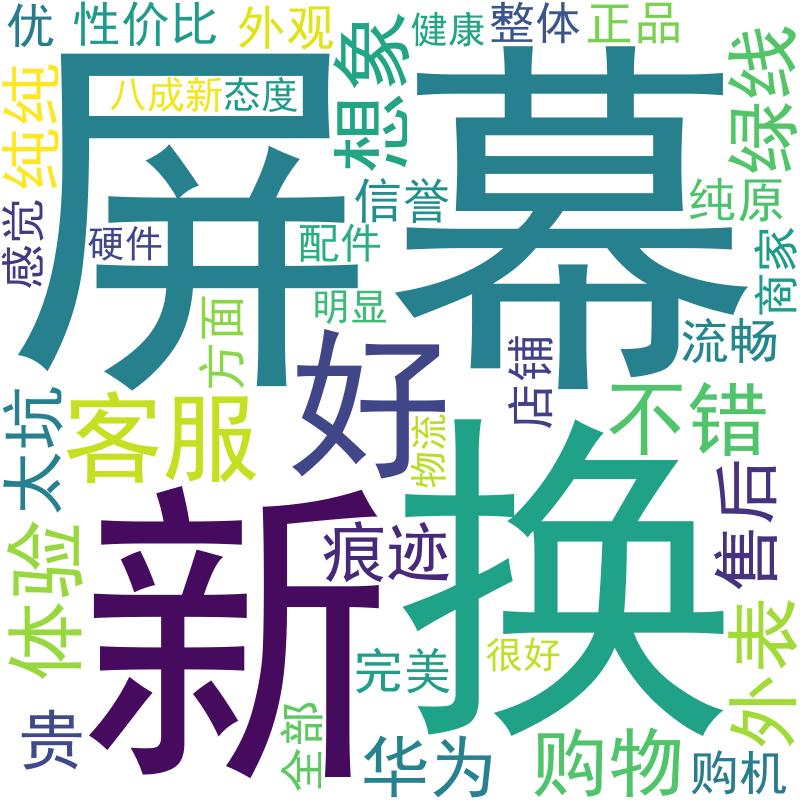 优
性价比
外观
想象
健康
整体
正品
屏幕
八成新
态度
纯纯
绿线
信誉
纯原
感觉
硬件
配件
商家
方面
明显
流畅
店铺
好
太坑
客服
物流
不错
新
换
痕迹
售后
体验
外表
完美
很好
贵
全部
华为
购物
购机